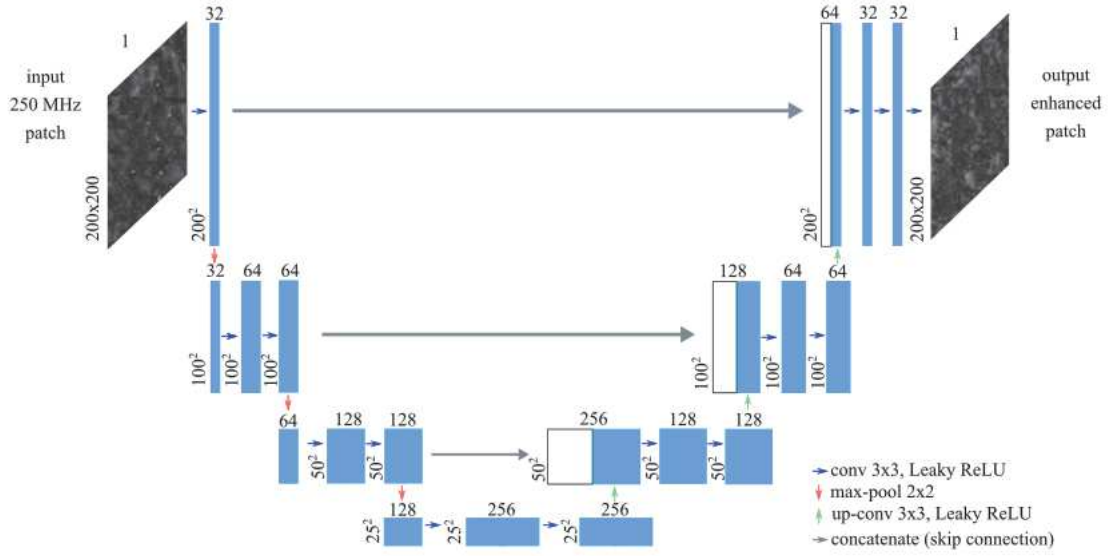 1
input
250 MHz
patch
200x200
32
200²
64 32 32
200²
1
output
enhanced
patch
200x200
32 64 64
100² 100² 100²
128 64 64
100² 100² 100²
64 128 128
50² 50²
256 128 128
50² 50² 50²
128 256 256
25² 25² 25²
conv 3x3, Leaky ReLU
max-pool 2x2
up-conv 3x3, Leaky ReLU
concatenate (skip connection)